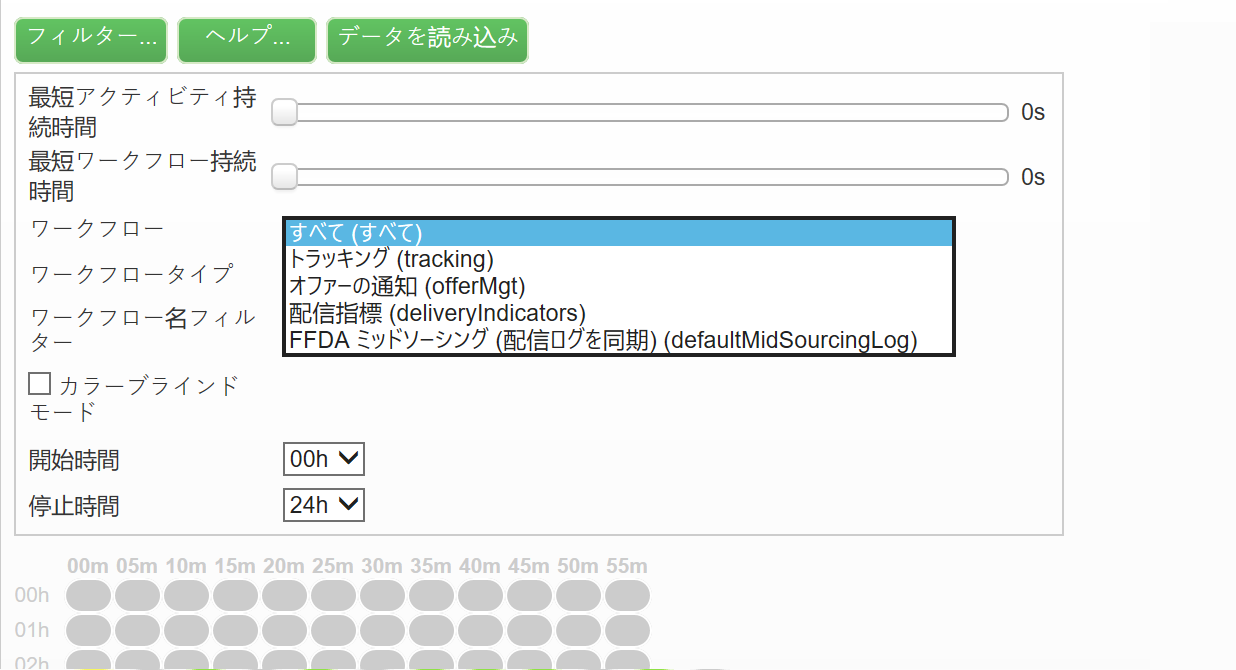 フィルター...
ヘルプ...
データを読み込み
最短アクティビティ持
続時間
0s
最短ワークフロー持続
時間
0s
ワークフロー
すべて (すべて)
トラッキング (tracking)
オファーの通知 (offerMgt)
配信指標 (deliveryIndicators)
FFDA ミッドソーシング (配信ログを同期) (defaultMidSourcingLog)
ワークフロータイプ
ワークフロー名フィル
ター
カラーブラインド
モード
開始時間
00h
停止時間
24h
00m 05m 10m 15m 20m 25m 30m 35m 40m 45m 50m 55m
00h
01h
02h